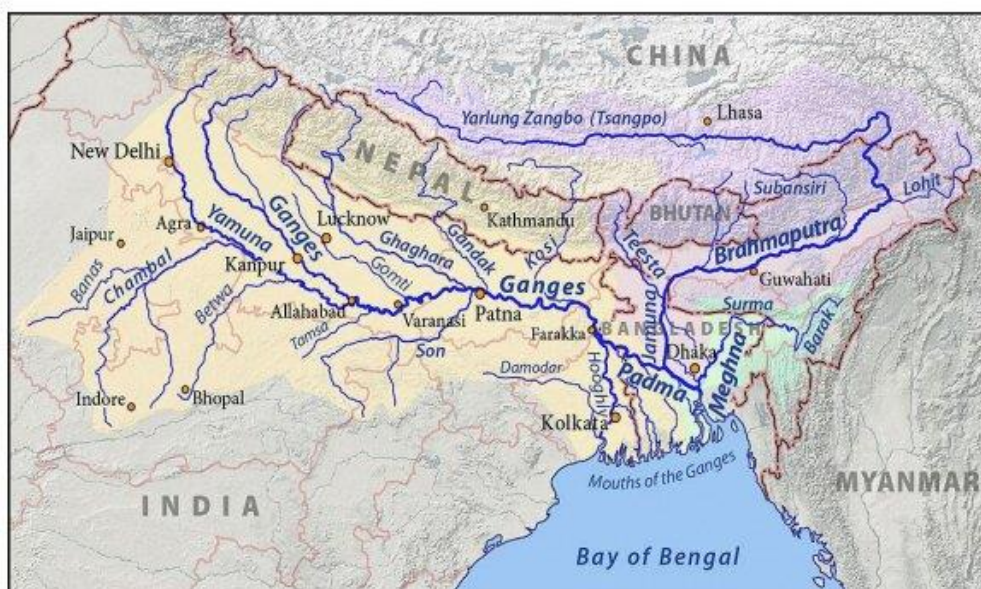 CHINA
Yarlung Zangbo (Tsangpo)
Lhasa
New Delhi
NEPAL
Subansiri
Lohit
Agra
Yamuna
Ganges
Lucknow
Kathmandu
BHUTAN
Jaipur
Ghaghara
Gandak
Kosi
Teesta
Brahmaputra
Banas
Chambal
Kanpur
Gomti
Ganges
Guwahati
Betwa
Allahabad
Varanasi
Patna
Jamuna
Surma
Tamsa
Son
Farakka
BANGLADESH
Barak
Dhaka
Meghna
Damodar
Hooghly
Padma
Indore
Bhopal
Kolkata
Mouths of the Ganges
INDIA
MYANMAR
Bay of Bengal